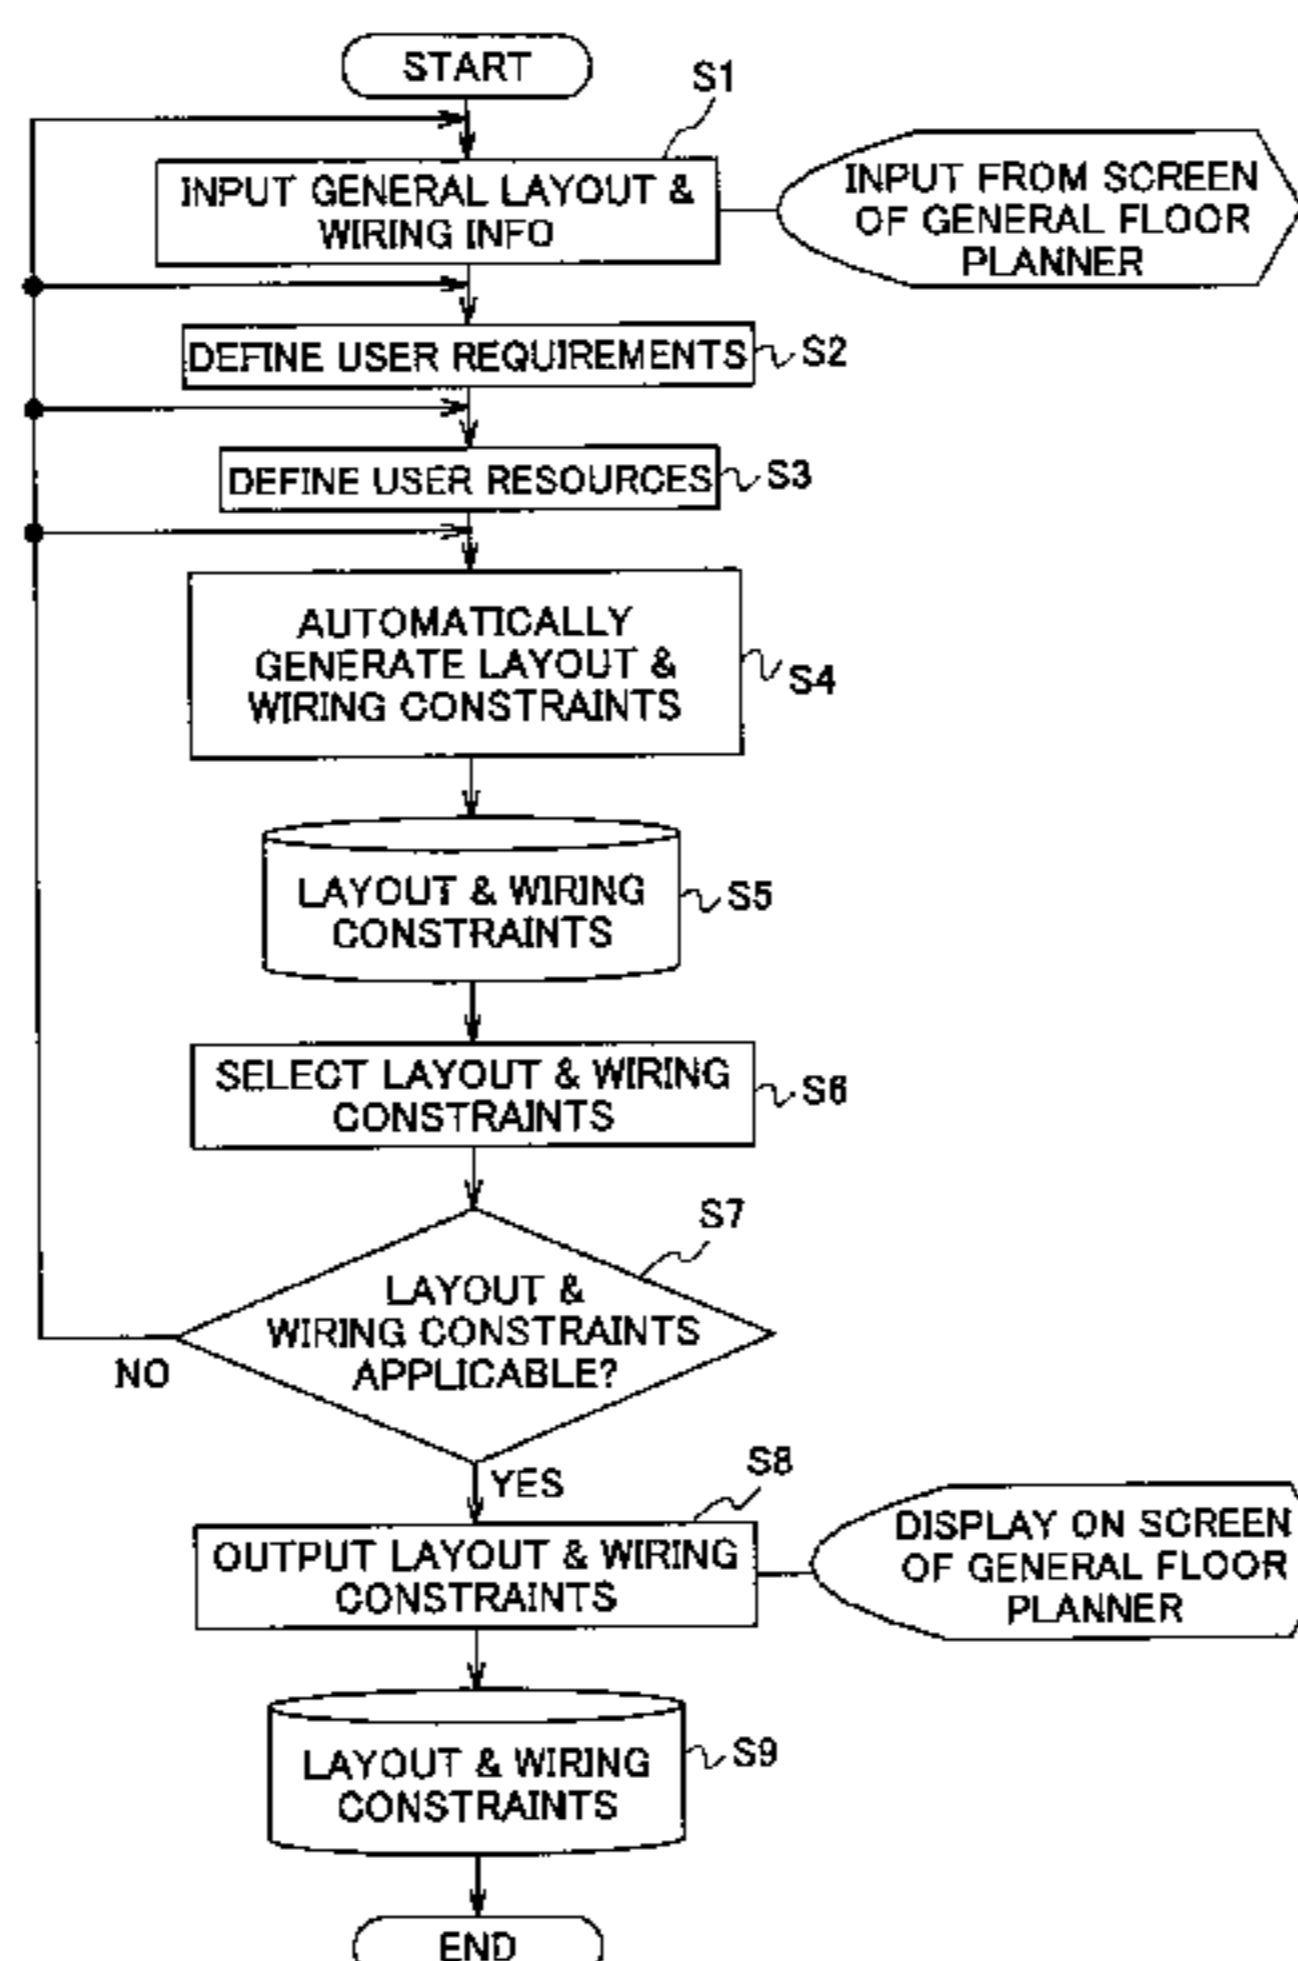 START
S1
INPUT GENERAL LAYOUT &
WIRING INFO
INPUT FROM SCREEN
OF GENERAL FLOOR
PLANNER
DEFINE USER REQUIREMENTS
S2
DEFINE USER RESOURCES
S3
AUTOMATICALLY
GENERATE LAYOUT &
WIRING CONSTRAINTS
S4
LAYOUT & WIRING
CONSTRAINTS
S5
SELECT LAYOUT & WIRING
CONSTRAINTS
S6
S7
LAYOUT &
WIRING CONSTRAINTS
APPLICABLE?
NO
YES
S8
OUTPUT LAYOUT & WIRING
CONSTRAINTS
DISPLAY ON SCREEN
OF GENERAL FLOOR
PLANNER
LAYOUT & WIRING
CONSTRAINTS
S9
END